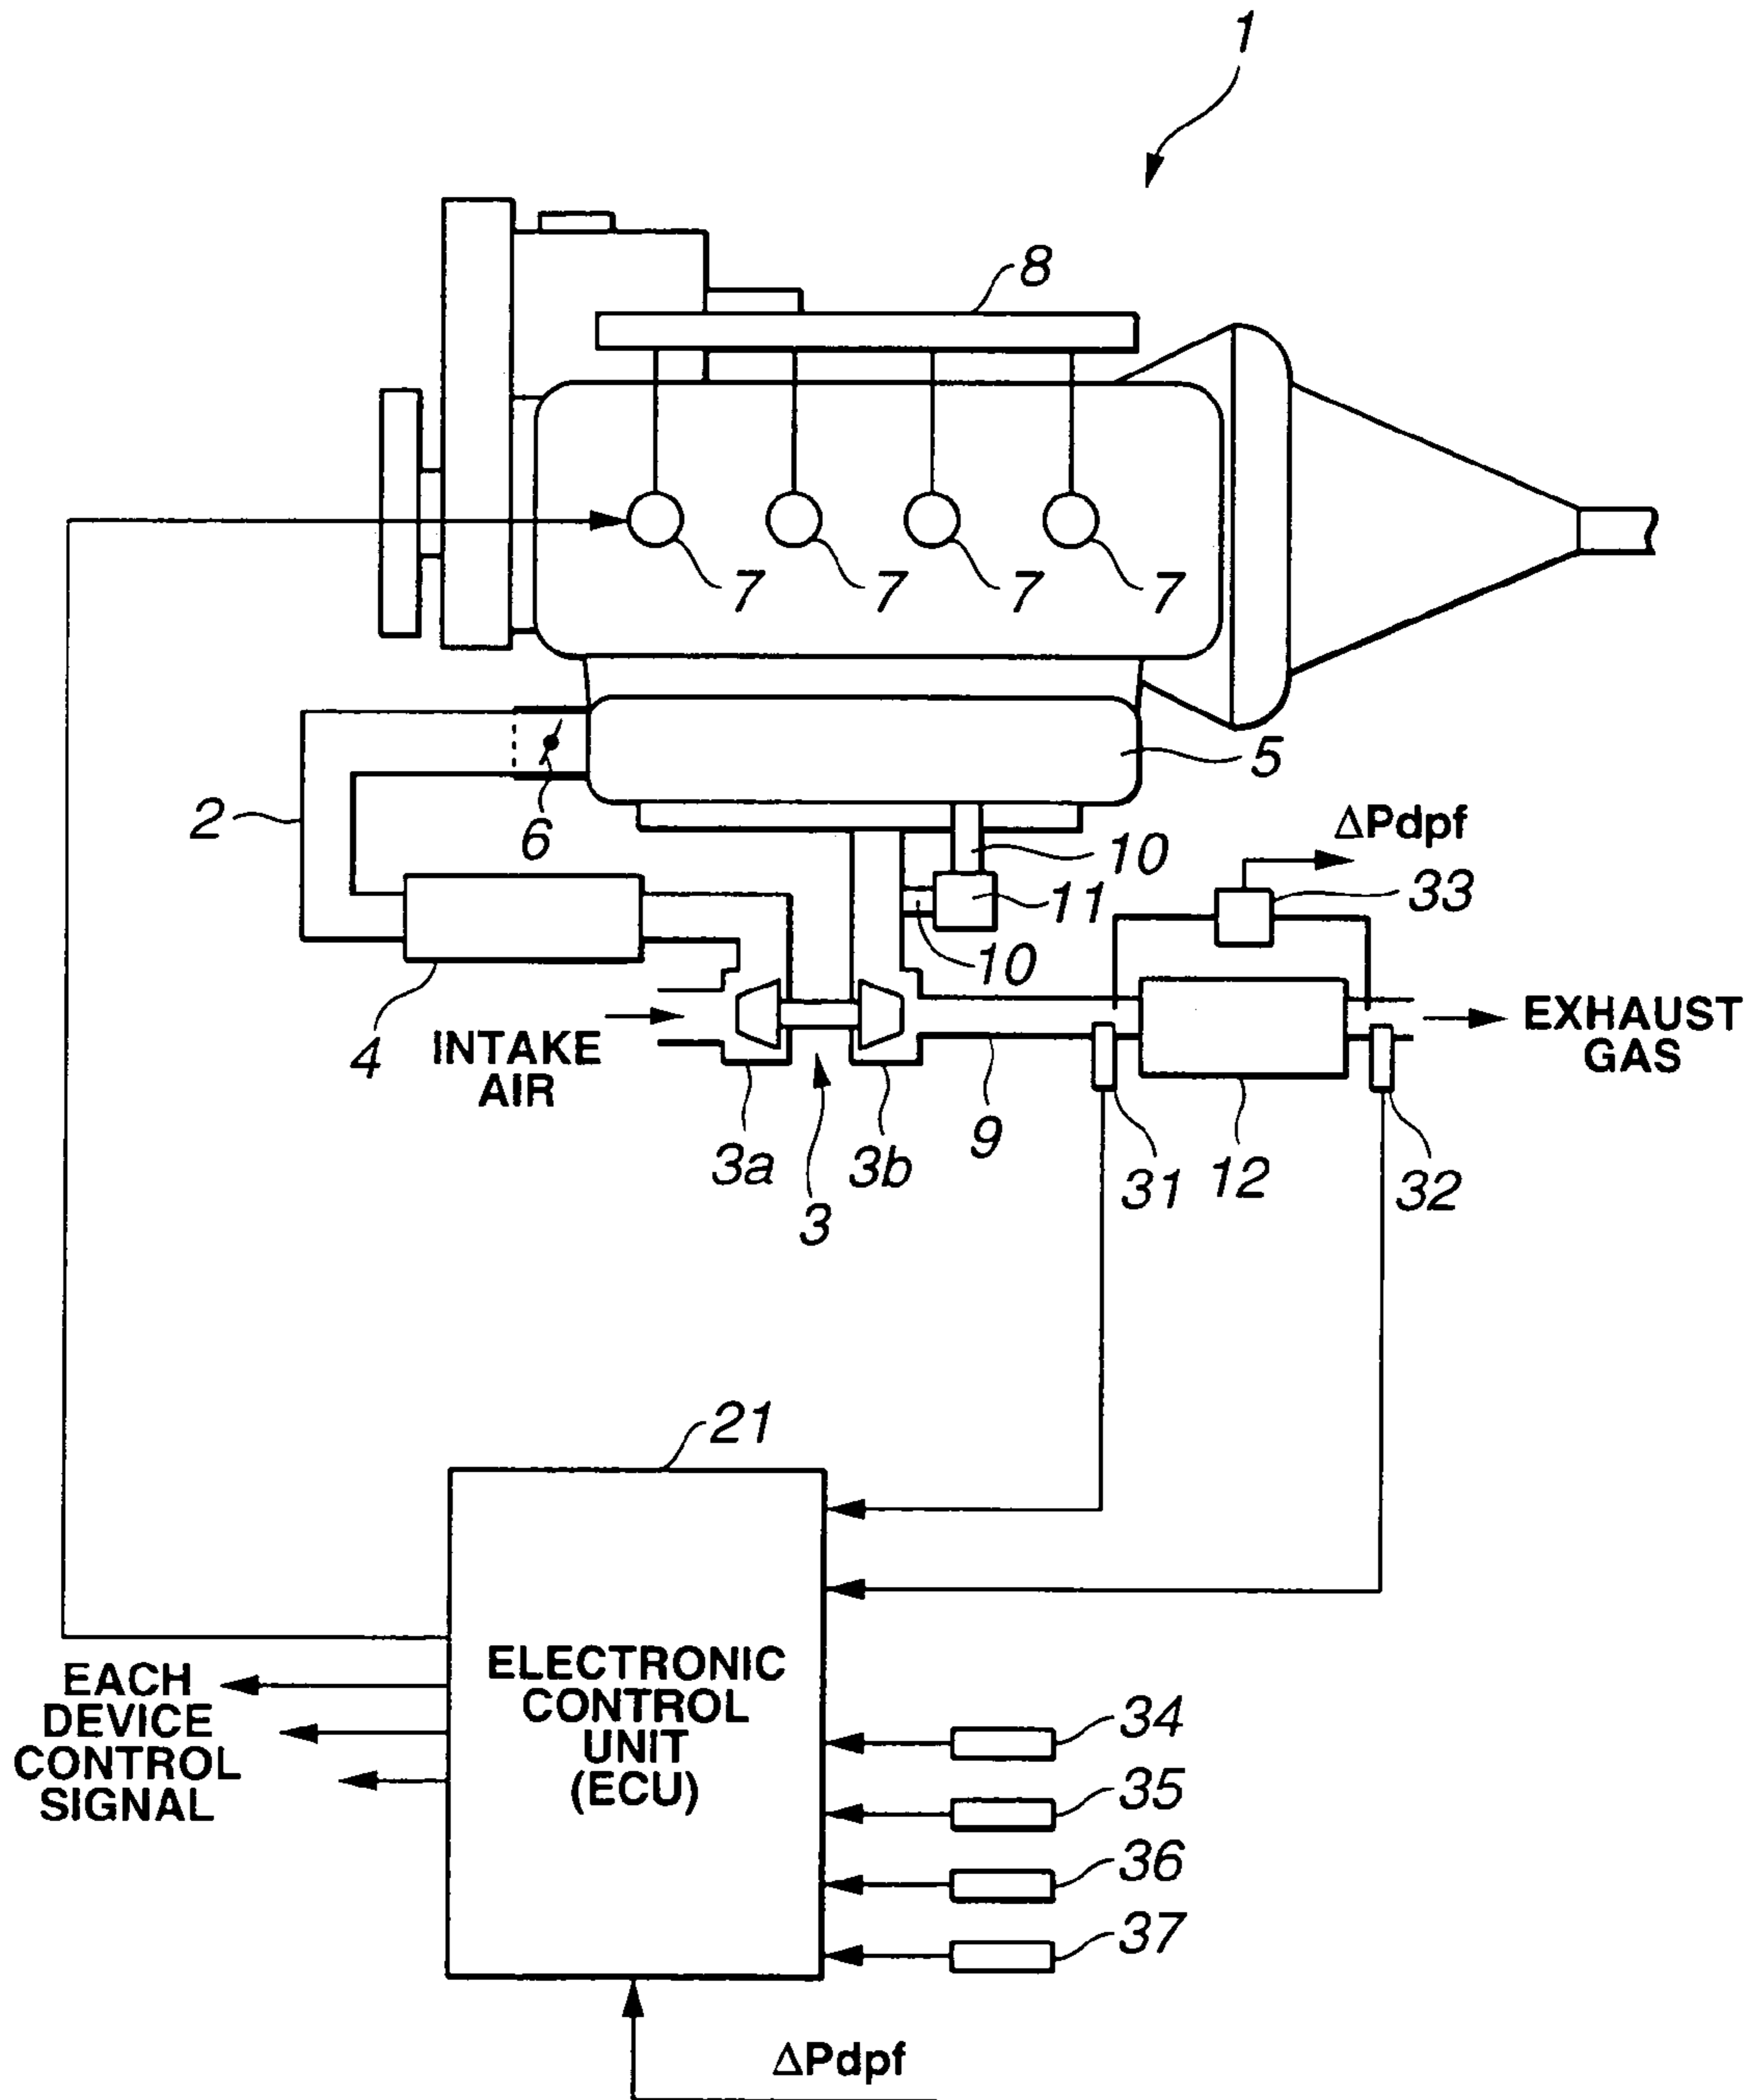 1
8
7 7 7 7
5
2
6
ΔPdpf
10
11
33
10
4
INTAKE
AIR
EXHAUST
GAS
9
3a
3b
31
12
32
3
21
ELECTRONIC
CONTROL
UNIT
(ECU)
EACH
DEVICE
CONTROL
SIGNAL
34
35
36
37
ΔPdpf